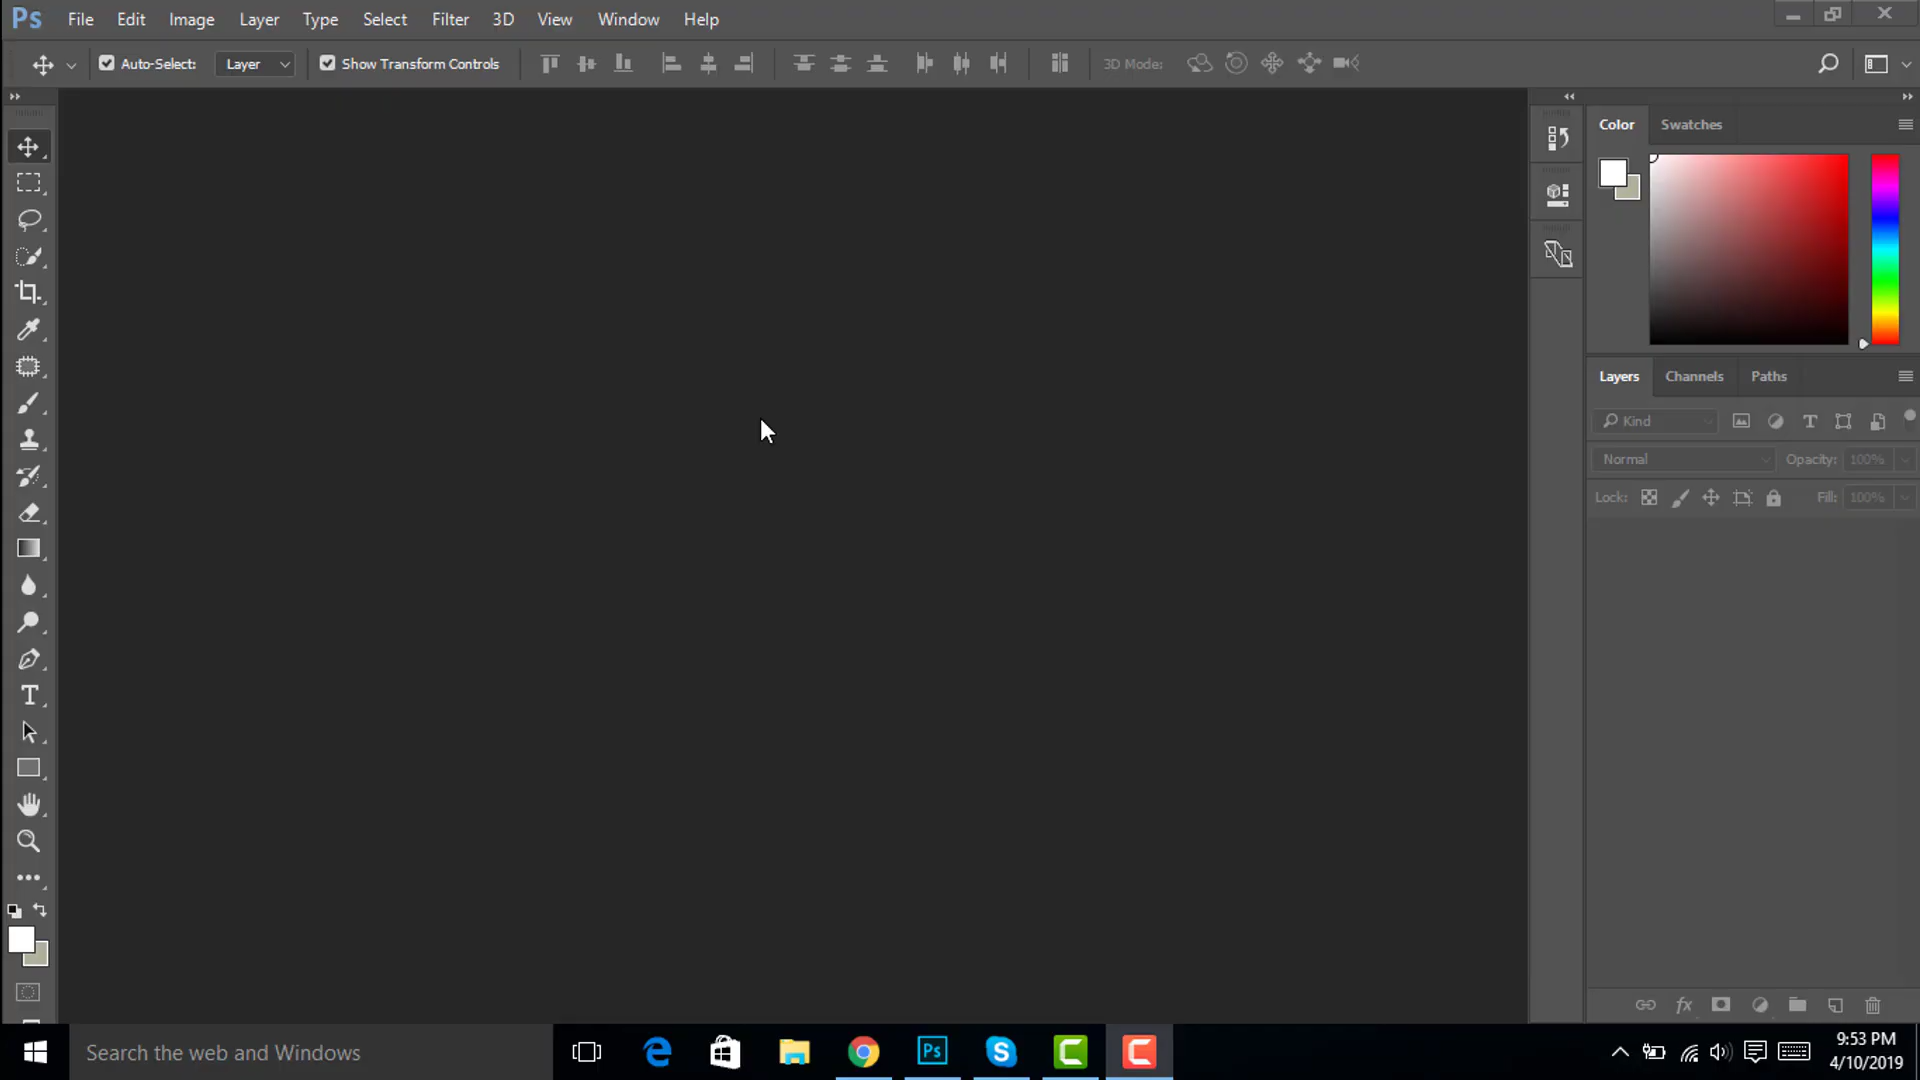 Ps File Edit Image Layer Type Select Filter 3D View Window Help
Auto-Select: Layer Show Transform Controls 3D Mode:
Color Swatches
Layers Channels Paths
Kind
Normal Opacity: 100%
Lock: Fill: 100%
Search the web and Windows
Ps
9:53 PM
4/10/2019